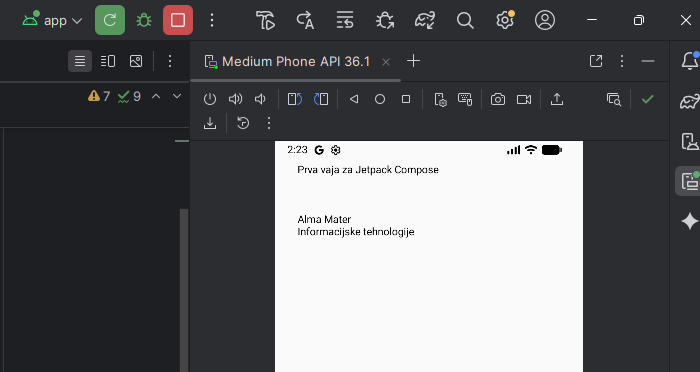 app
Medium Phone API 36.1
7 9
2:23 G
Prva vaja za Jetpack Compose
Alma Mater
Informacijske tehnologije